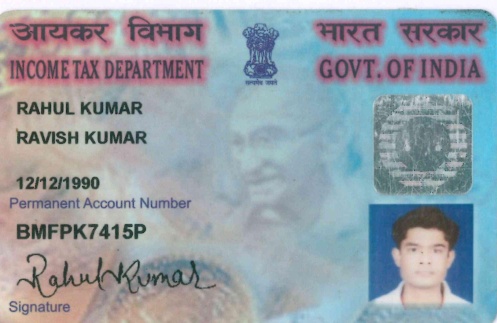 आयकर विभाग
भारत सरकार
INCOME TAX DEPARTMENT
GOVT. OF INDIA
सत्यमेव जयते
RAHUL KUMAR
RAVISH KUMAR
12/12/1990
Permanent Account Number
BMFPK7415P
Rahul Kumar
Signature